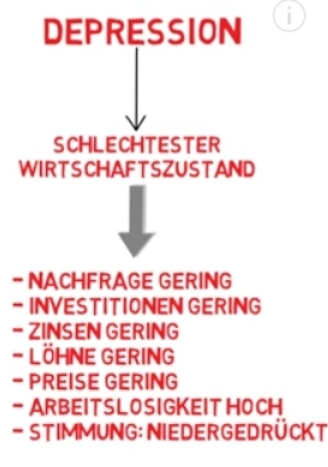 DEPRESSION
SCHLECHTESTER
WIRTSCHAFTSZUSTAND
- NACHFRAGE GERING
- INVESTITIONEN GERING
- ZINSEN GERING
- LÖHNE GERING
- PREISE GERING
- ARBEITSLOSIGKEIT HOCH
- STIMMUNG: NIEDERGEDRÜCKT